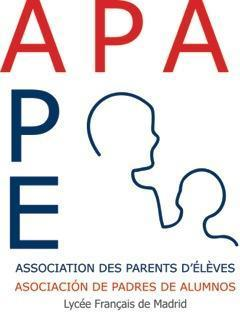 APA
P
E
ASSOCIATION DES PARENTS D'ÉLÈVES
ASOCIACIÓN DE PADRES DE ALUMNOS
Lycée Français de Madrid